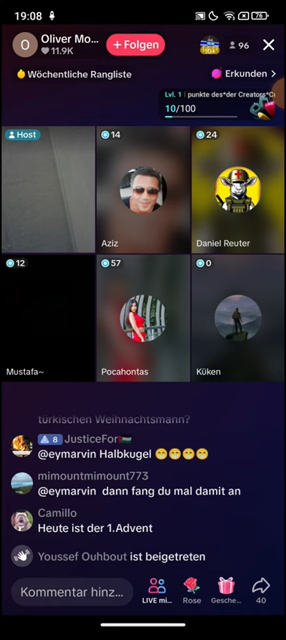 19:08
76
O
Oliver Mo...
11.9K
+ Folgen
96
Wöchentliche Rangliste
Erkunden >
Lvl. 1 punkte des*der Creators*C
10/100
Host
14
24
Aziz
Daniel Reuter
12
57
0
Mustafa~
Pocahontas
Küken
türkischen Weihnachtsmann?
8 JusticeFor🇵🇸
@eymarvin Halbkugel 😁😁😁😁
mimountmimount773
@eymarvin dann fang du mal damit an
Camillo
Heute ist der 1.Advent
Youssef Ouhbout ist beigetreten
Kommentar hinz...
LIVE mi...
Rose
Gesche...
40